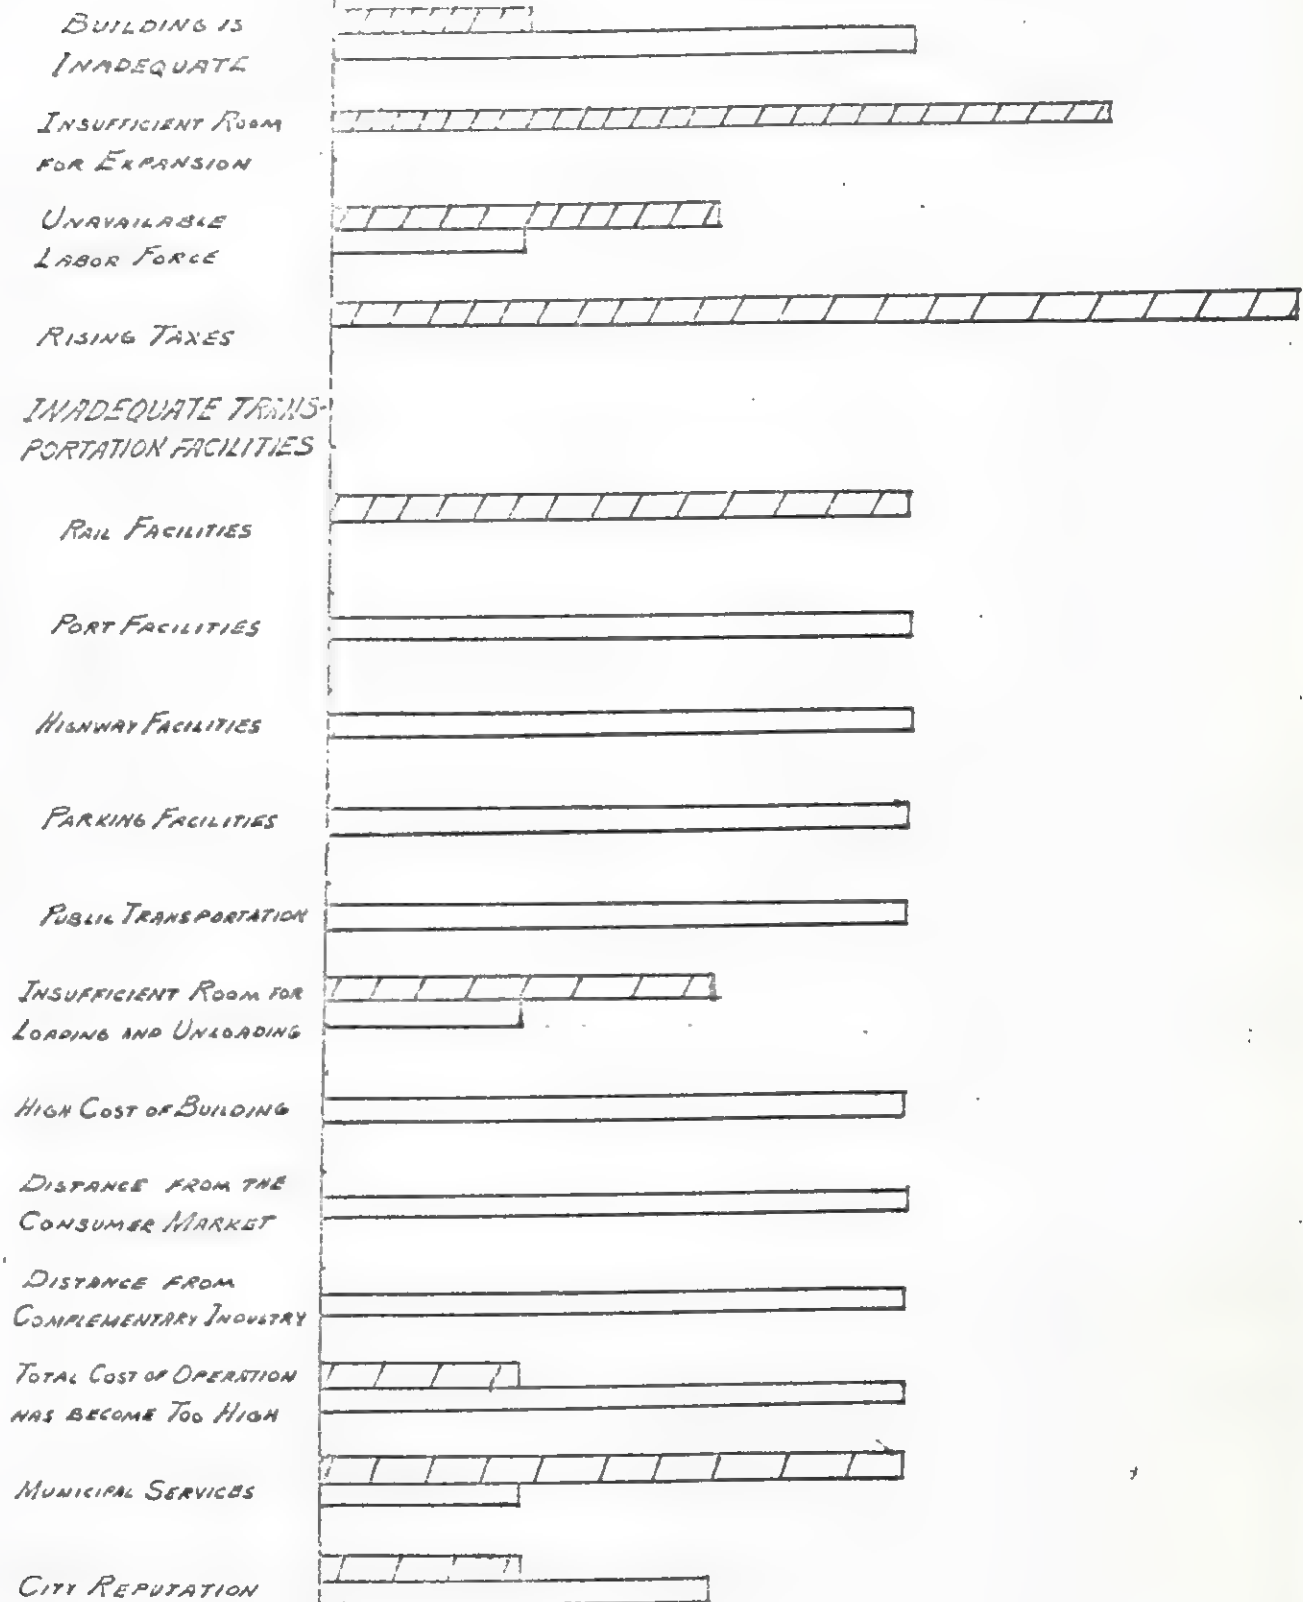 BUILDING IS
INADEQUATE
INSUFFICIENT ROOM
FOR EXPANSION
UNAVAILABLE
LABOR FORCE
RISING TAXES
INADEQUATE TRANS-
PORTATION FACILITIES
RAIL FACILITIES
PORT FACILITIES
HIGHWAY FACILITIES
PARKING FACILITIES
PUBLIC TRANSPORTATION
INSUFFICIENT ROOM FOR
LOADING AND UNLOADING
HIGH COST OF BUILDING
DISTANCE FROM THE
CONSUMER MARKET
DISTANCE FROM
COMPLEMENTARY INDUSTRY
TOTAL COST OF OPERATION
HAS BECOME TOO HIGH
MUNICIPAL SERVICES
CITY REPUTATION